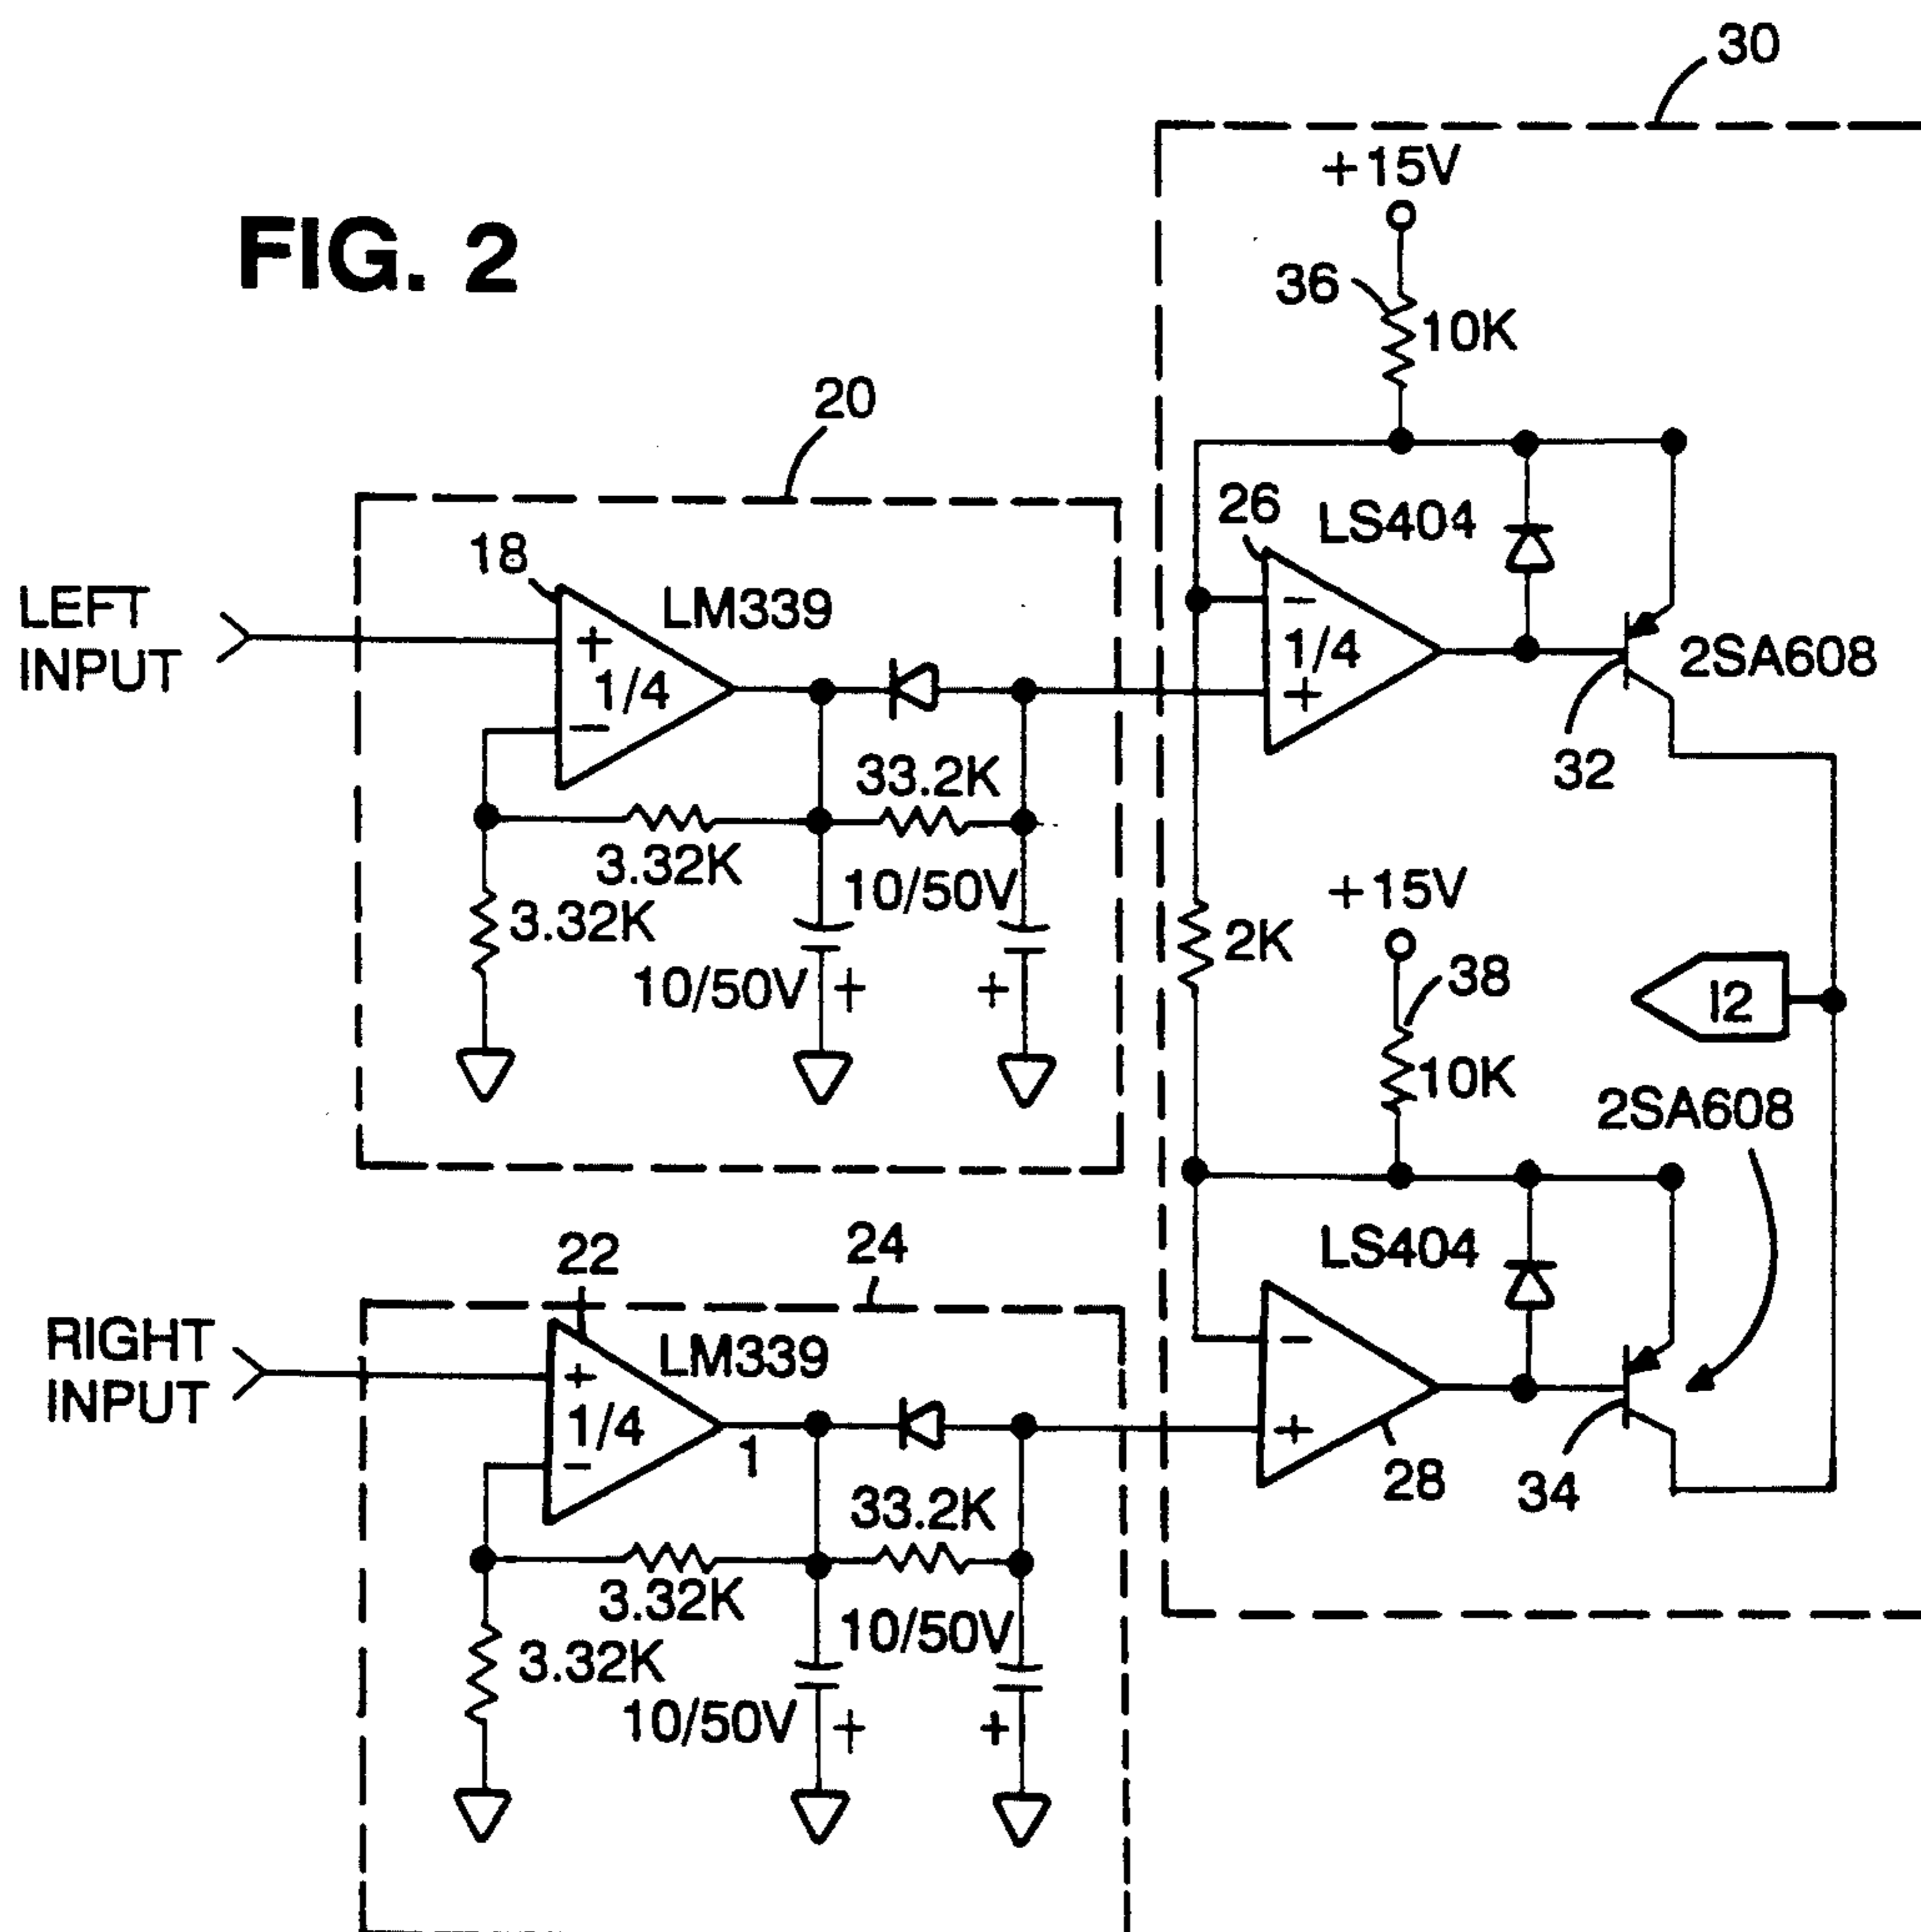 30
+15V
FIG. 2
36
10K
20
26
LS404
18
LM339
LEFT
INPUT
+
1/4
−
−
1/4
+
2SA608
32
33.2K
3.32K
10/50V
3.32K
10/50V
+
+
+15V
2K
38
I2
10K
2SA608
22
24
LS404
RIGHT
INPUT
LM339
+
1/4
−
1
−
+
28
34
33.2K
3.32K
10/50V
3.32K
10/50V
+
+